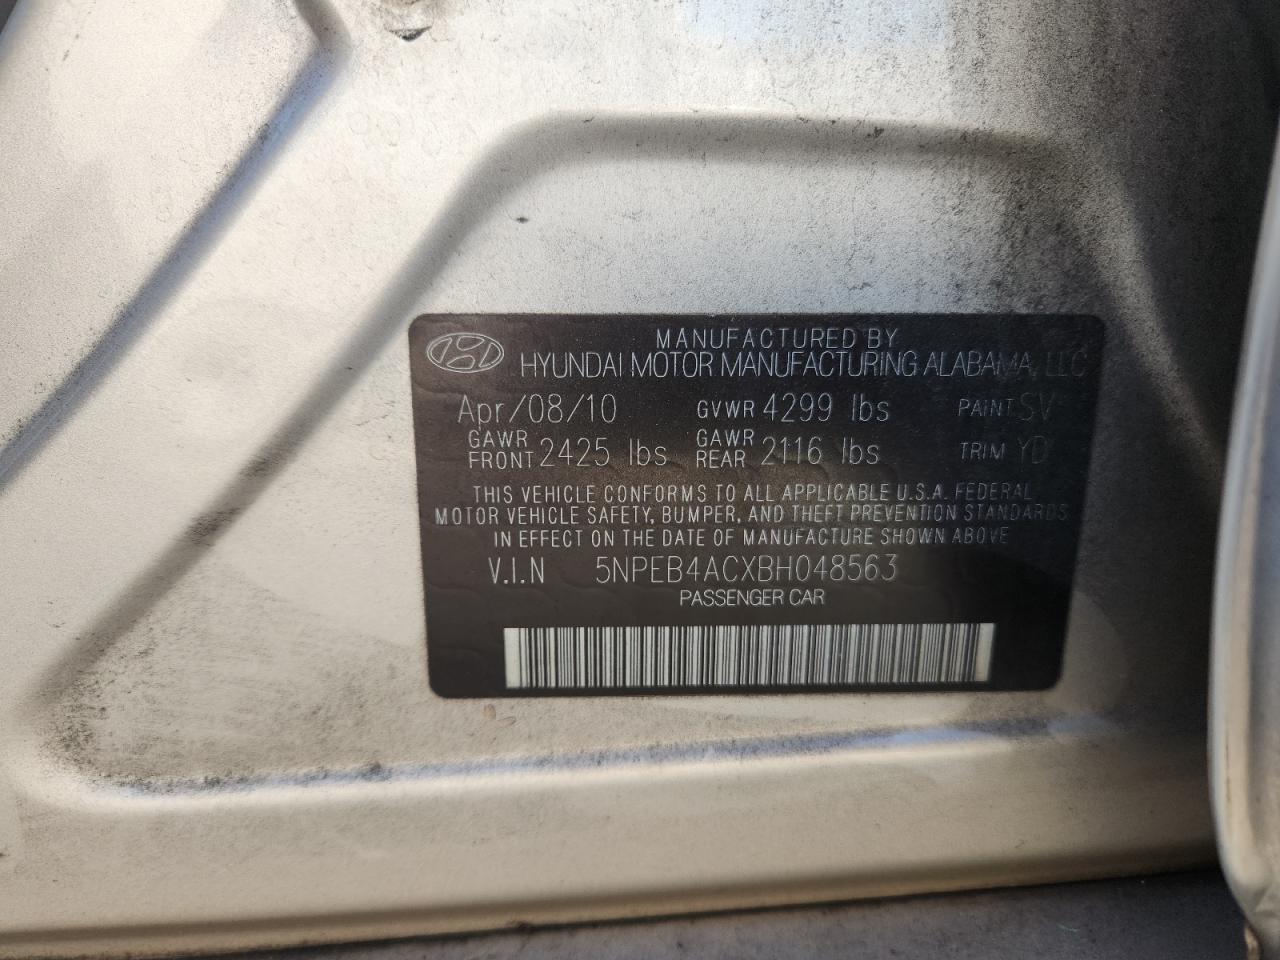 MANUFACTURED BY
HYUNDAI MOTOR MANUFACTURING ALABAMA, LLC
Apr/08/10 GVWR 4299 lbs PAINT SV
GAWR FRONT 2425 lbs GAWR REAR 2116 lbs TRIM YD
THIS VEHICLE CONFORMS TO ALL APPLICABLE U.S.A. FEDERAL
MOTOR VEHICLE SAFETY, BUMPER, AND THEFT PREVENTION STANDARDS
IN EFFECT ON THE DATE OF MANUFACTURE SHOWN ABOVE
V.I.N 5NPEB4ACXBH048563
PASSENGER CAR